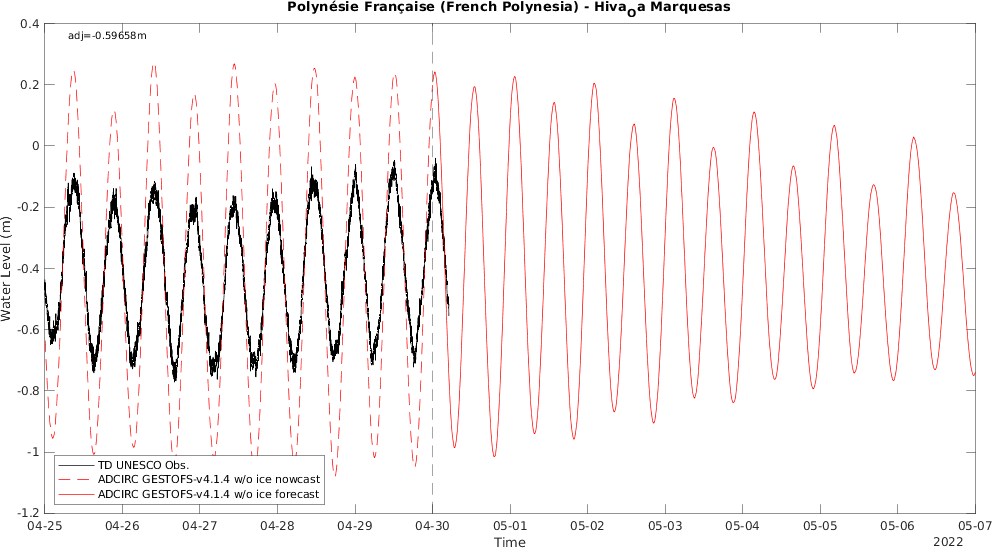 Polynésie Française (French Polynesia) - Hiva_Oa Marquesas
adj=-0.59658m
0.4
0.2
0
-0.2
-0.4
-0.6
-0.8
-1
-1.2
Water Level (m)
TD UNESCO Obs.
ADCIRC GESTOFS-v4.1.4 w/o ice nowcast
ADCIRC GESTOFS-v4.1.4 w/o ice forecast
04-25 04-26 04-27 04-28 04-29 04-30 05-01 05-02 05-03 05-04 05-05 05-06 05-07
Time
2022